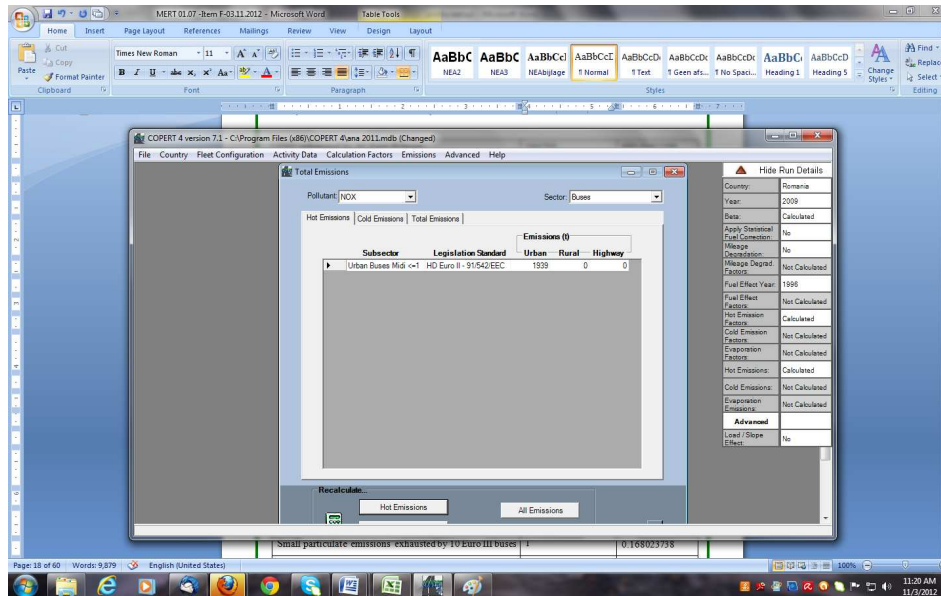 MERT 01.07 -Item F-03.11.2012 - Microsoft Word
Table Tools
Home Insert Page Layout References Mailings Review View Design Layout
Paste
Cut
Copy
Format Painter
Clipboard
Times New Roman 11
Font
Paragraph
AaBbC AaBbC AaBbCcl AaBbCcL AaBbCcDc AaBbCcDc AaBbCcDc AaBbC AaBbCcD
NEA2 NEA3 NEAbijlage ¶ Normal ¶ Text ¶ Geen afs... ¶ No Spaci... Heading 1 Heading 5
Change Styles
Styles
Find
Replac
Select
Editing
COPERT 4 version 7.1 - C:\Program Files (x86)\COPERT 4\ana 2011.mdb (Changed)
File Country Fleet Configuration Activity Data Calculation Factors Emissions Advanced Help
Total Emissions
Pollutant: NOX
Sector: Buses
Hot Emissions Cold Emissions Total Emissions
Emissions (t)
Subsector Legislation Standard Urban Rural Highway
Urban Buses Midi <=1 HD Euro II - 91/542/EEC 1939 0 0
Recalculate...
Hot Emissions
All Emissions
Hide Run Details
Country: Romania
Year: 2009
Beta: Calculated
Apply Statistical Fuel Correction: No
Mileage Degradation: No
Mileage Degrad. Factors: Not Calculated
Fuel Effect Year: 1996
Fuel Effect Factors: Not Calculated
Hot Emission Factors: Calculated
Cold Emission Factors: Not Calculated
Evaporation Factors: Not Calculated
Hot Emissions: Calculated
Cold Emissions: Not Calculated
Evaporation Emissions: Not Calculated
Advanced
Load / Slope Effect: No
Small particulate emissions exhausted by 10 Euro III buses 1 0.168023738
Page: 18 of 60 Words: 9,879 English (United States)
100%
11:20 AM
11/3/2012